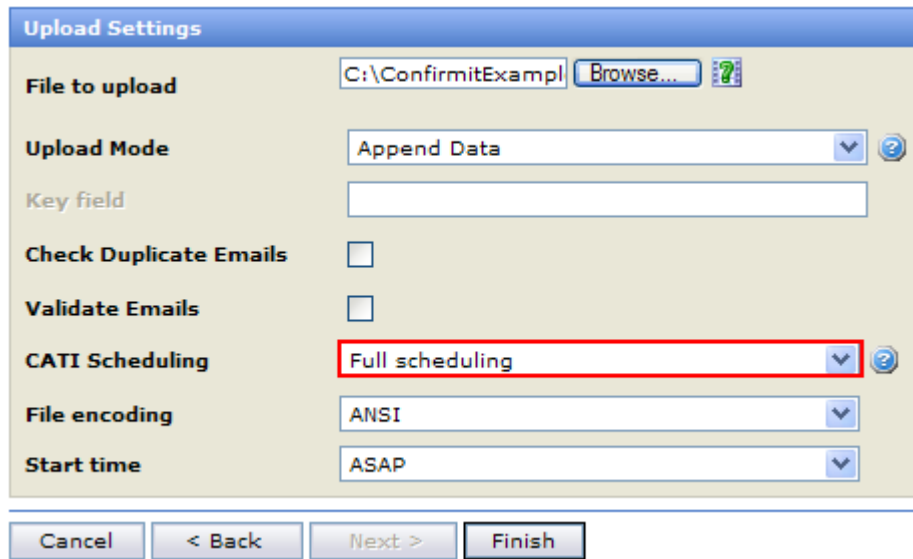 Upload Settings
File to upload C:\ConfirmitExampl Browse... ?
Upload Mode Append Data ?
Key field
Check Duplicate Emails
Validate Emails
CATI Scheduling Full scheduling ?
File encoding ANSI
Start time ASAP
Cancel < Back Next > Finish